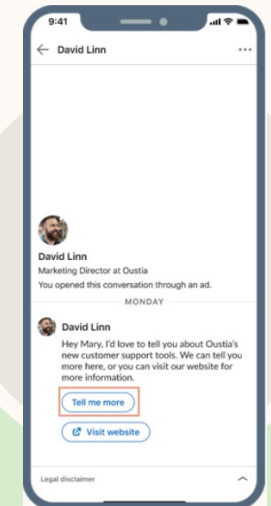 9:41
David Linn
David Linn
Marketing Director at Oustia
You opened this conversation through an ad.
MONDAY
David Linn
Hey Mary, I'd love to tell you about Oustia's
new customer support tools. We can tell you
more here, or you can visit our website for
more information.
Tell me more
Visit website
Legal disclaimer